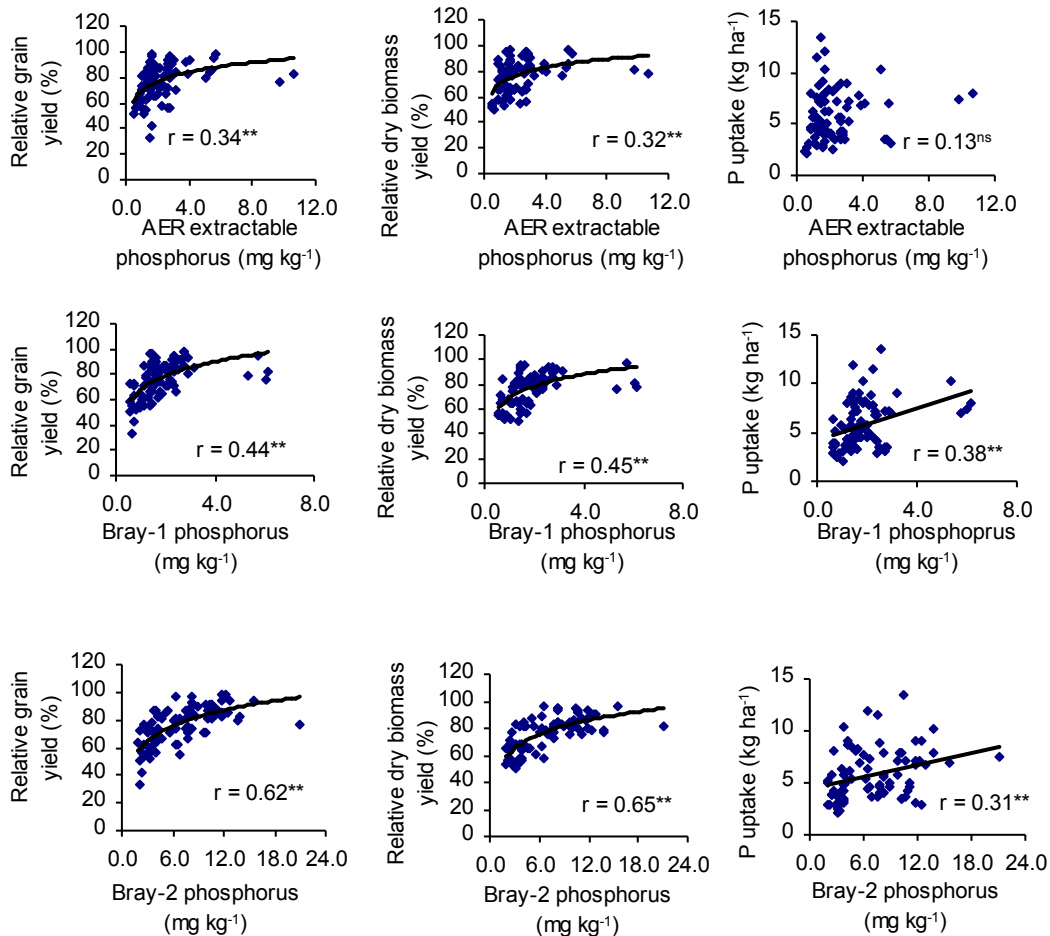 Relative grain
yield (%)
120
100
80
60
40
20
0
r = 0.34**
0.0 4.0 8.0 12.0
AER extractable
phosphorus (mg kg-1)
Relative dry biomass
yield (%)
120
100
80
60
40
20
0
r = 0.32**
0.0 4.0 8.0 12.0
AER extractable
phosphorus (mg kg-1)
P uptake (kg ha-1)
15
10
5
0
r = 0.13ns
0.0 4.0 8.0 12.0
AER extractable
phosphorus (mg kg-1)
Relative grain
yield (%)
120
100
80
60
40
20
0
r = 0.44**
0.0 4.0 8.0
Bray-1 phosphorus
(mg kg-1)
Relative dry biomass
yield (%)
120
100
80
60
40
20
0
r = 0.45**
0.0 4.0 8.0
Bray-1 phosphorus
(mg kg-1)
P uptake (kg ha-1)
15
10
5
0
r = 0.38**
0.0 4.0 8.0
Bray-1 phosphoprus
(mg kg-1)
Relative grain
yield (%)
120
100
80
60
40
20
0
r = 0.62**
0.0 6.0 12.0 18.0 24.0
Bray-2 phosphorus
(mg kg-1)
Relative dry biomass
yield (%)
120
100
80
60
40
20
0
r = 0.65**
0.0 6.0 12.0 18.0 24.0
Bray-2 phosphorus
(mg kg-1)
P uptake (kg ha-1)
15
10
5
0
r = 0.31**
0.0 6.0 12.0 18.0 24.0
Bray-2 phosphorus
(mg kg-1)